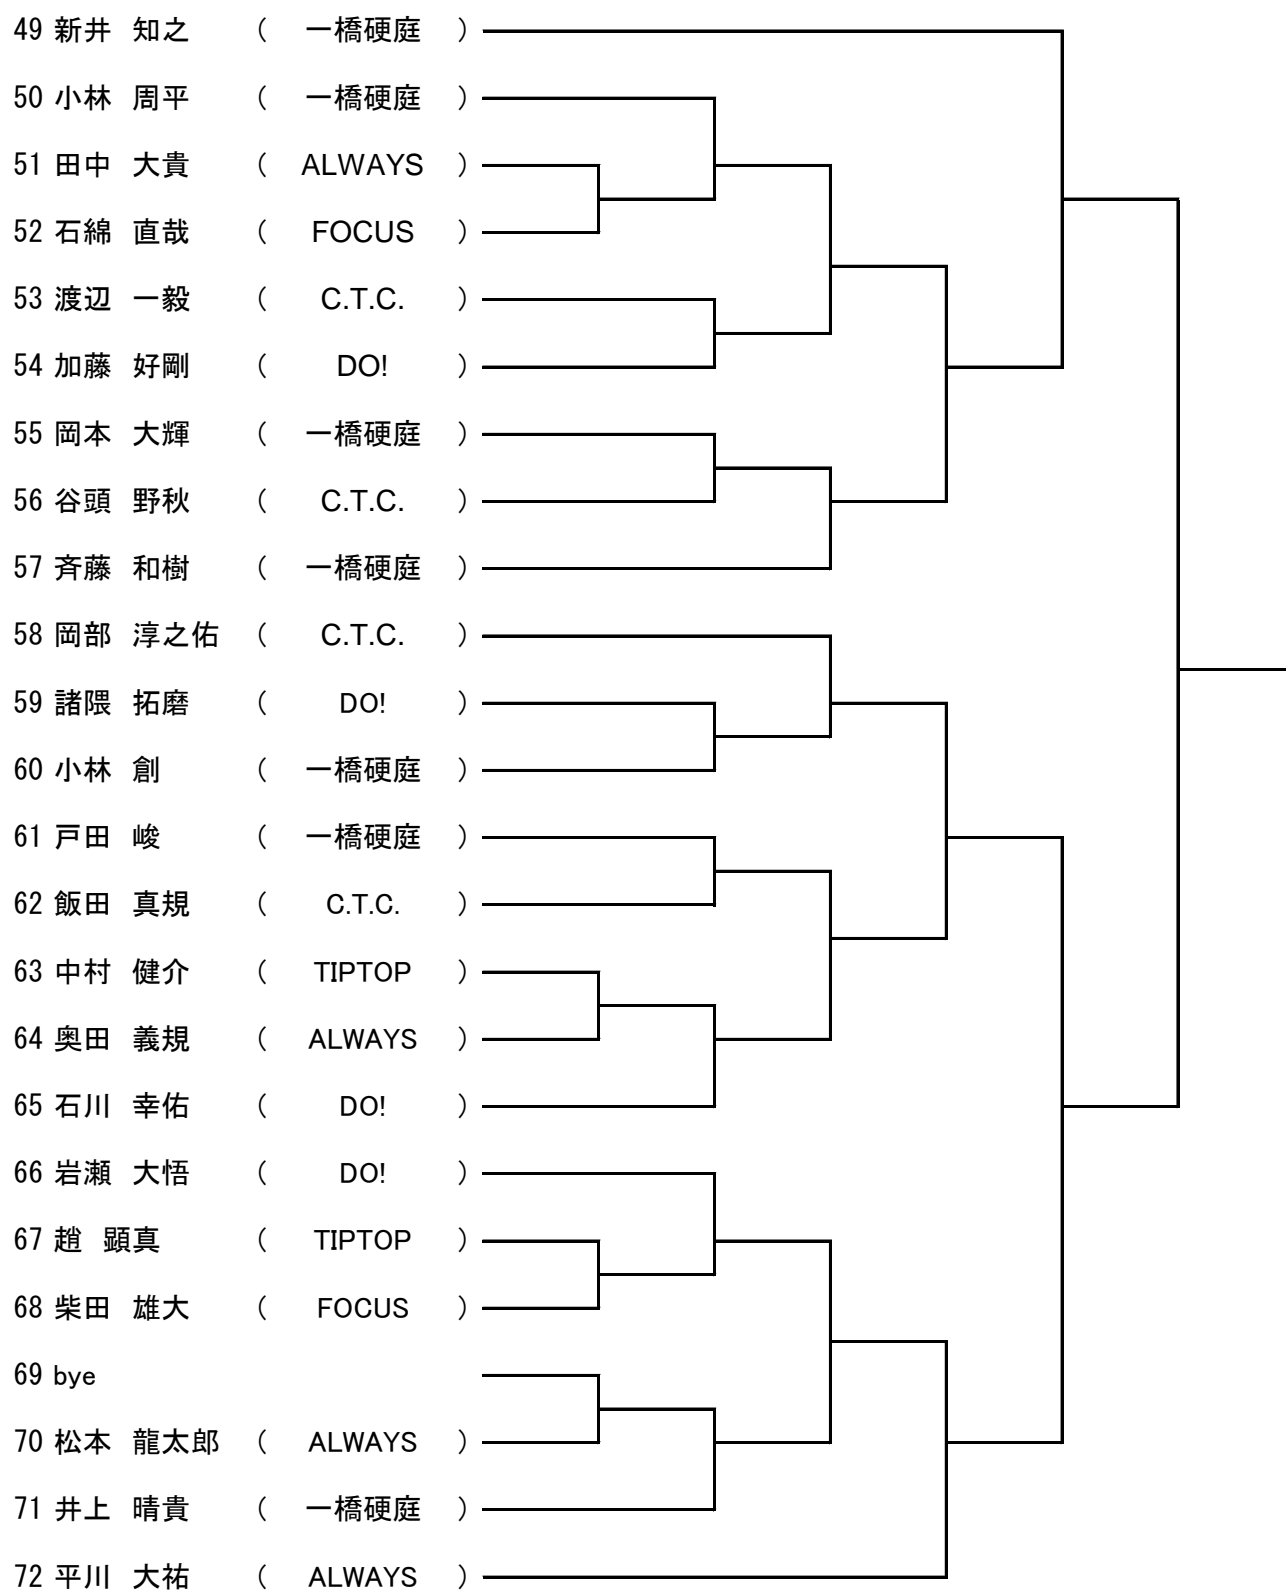 49 新井 知之 ( 一橋硬庭 )
50 小林 周平 ( 一橋硬庭 )
51 田中 大貴 ( ALWAYS )
52 石綿 直哉 ( FOCUS )
53 渡辺 一毅 ( C.T.C. )
54 加藤 好剛 ( DO! )
55 岡本 大輝 ( 一橋硬庭 )
56 谷頭 野秋 ( C.T.C. )
57 斉藤 和樹 ( 一橋硬庭 )
58 岡部 淳之佑 ( C.T.C. )
59 諸隈 拓磨 ( DO! )
60 小林 創 ( 一橋硬庭 )
61 戸田 峻 ( 一橋硬庭 )
62 飯田 真規 ( C.T.C. )
63 中村 健介 ( TIPTOP )
64 奥田 義規 ( ALWAYS )
65 石川 幸佑 ( DO! )
66 岩瀬 大悟 ( DO! )
67 趙 顕真 ( TIPTOP )
68 柴田 雄大 ( FOCUS )
69 bye
70 松本 龍太郎 ( ALWAYS )
71 井上 晴貴 ( 一橋硬庭 )
72 平川 大祐 ( ALWAYS )